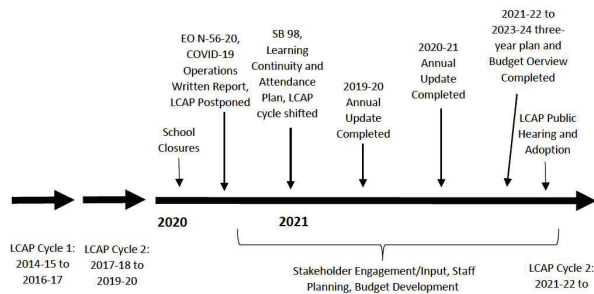 EO N-56-20,
COVID-19
Operations
Written Report,
LCAP Postponed
SB 98,
Learning
Continuity and
Attendance
Plan, LCAP
cycle shifted
2019-20
Annual
Update
Completed
2020-21
Annual
Update
Completed
2021-22 to
2023-24 three-
year plan and
Budget Oerview
Completed
School
Closures
LCAP Public
Hearing and
Adoption
2020
2021
LCAP Cycle 1:
2014-15 to
2016-17
LCAP Cycle 2:
2017-18 to
2019-20
Stakeholder Engagement/Input, Staff
Planning, Budget Development
LCAP Cycle 2:
2021-22 to